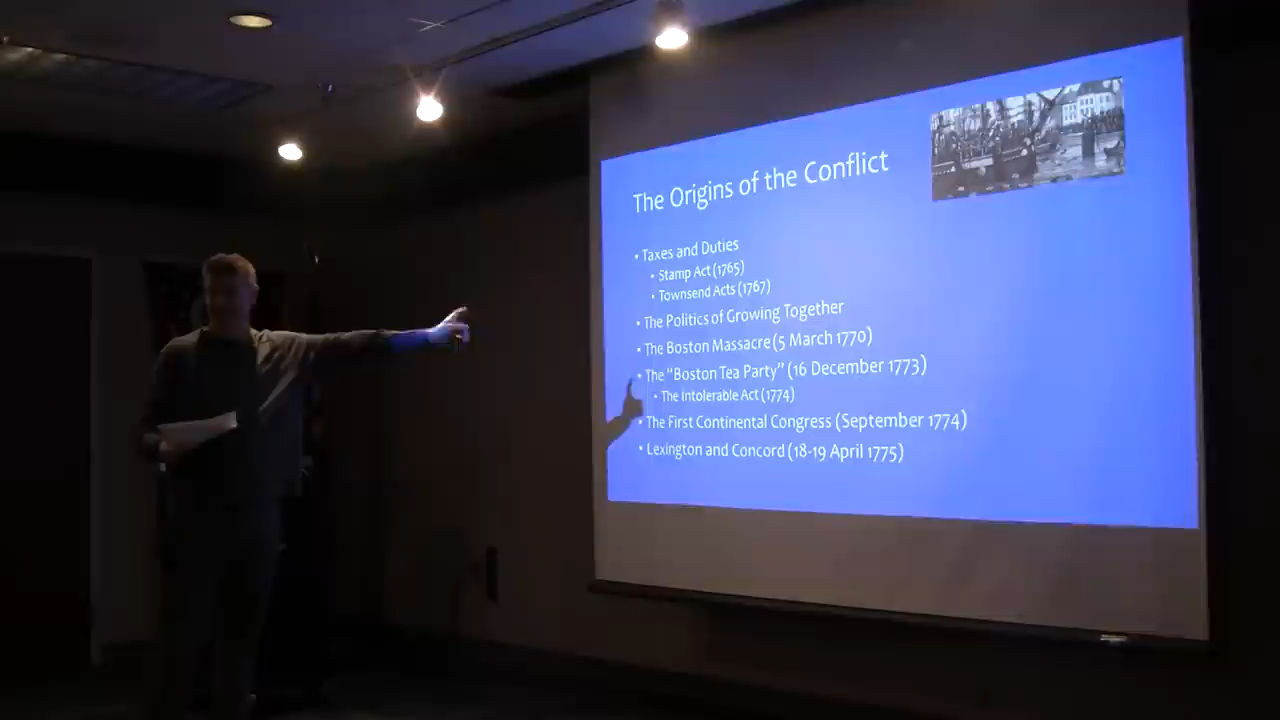 The Origins of the Conflict
• Taxes and Duties
• Stamp Act (1765)
• Townsend Acts (1767)
• The Politics of Growing Together
• The Boston Massacre (5 March 1770)
• The “Boston Tea Party” (16 December 1773)
• The Intolerable Act (1774)
• The First Continental Congress (September 1774)
• Lexington and Concord (18-19 April 1775)